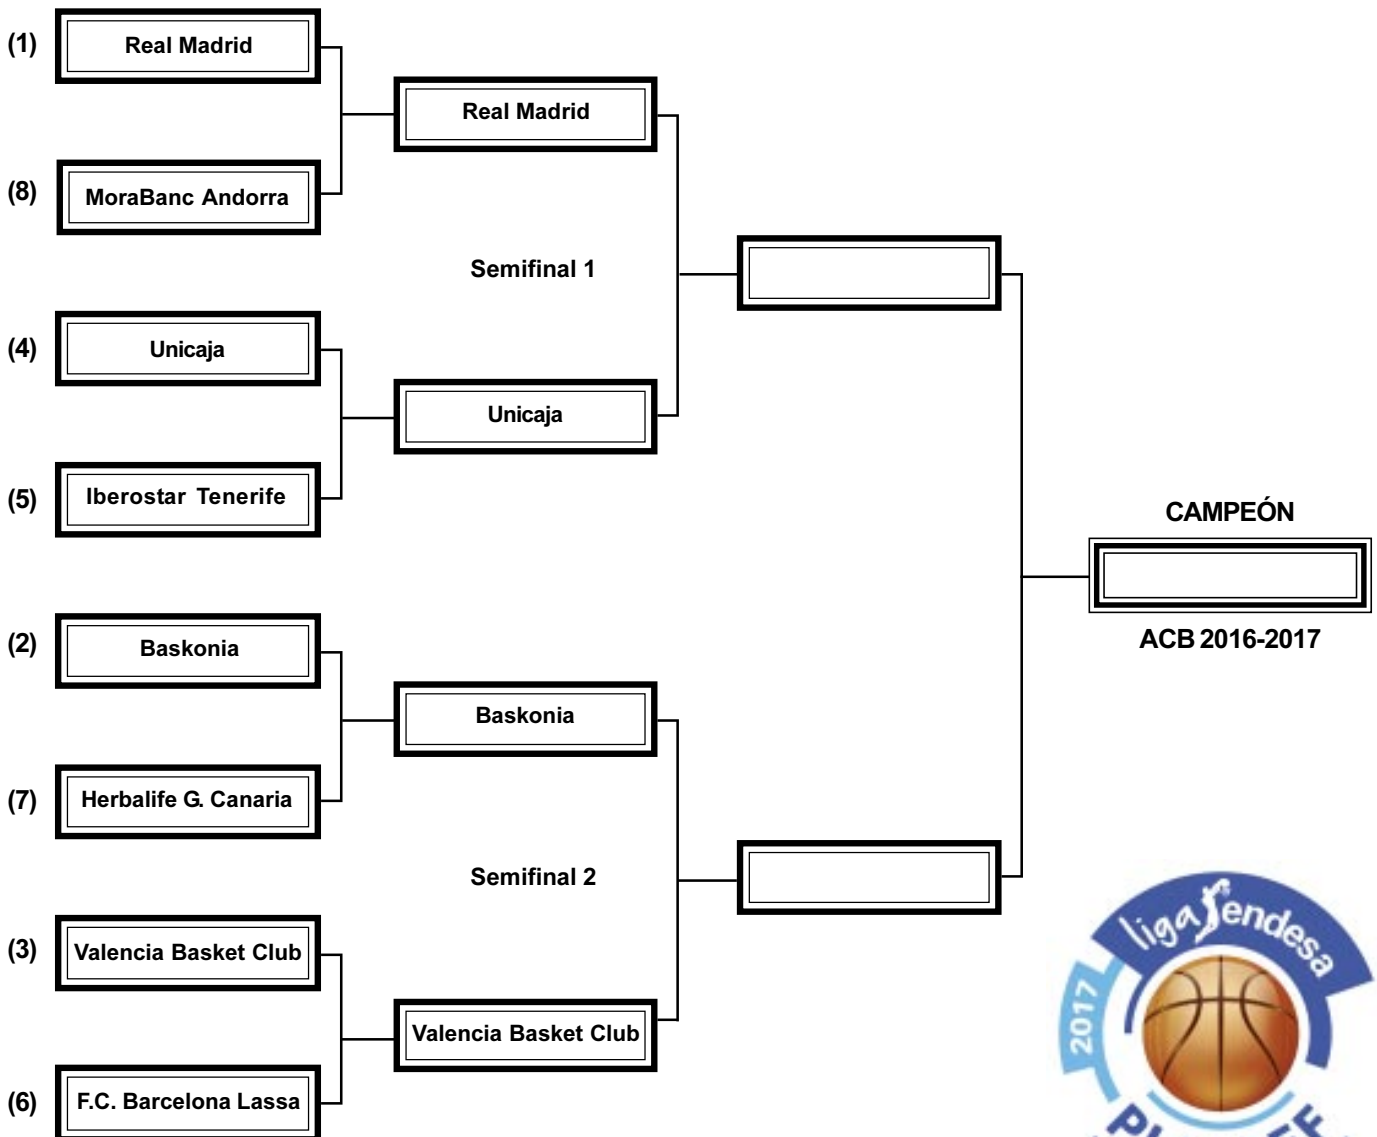 (1) Real Madrid
Real Madrid
(8) MoraBanc Andorra
Semifinal 1
(4) Unicaja
Unicaja
(5) Iberostar Tenerife
CAMPEÓN
ACB 2016-2017
(2) Baskonia
Baskonia
(7) Herbalife G. Canaria
Semifinal 2
(3) Valencia Basket Club
Valencia Basket Club
(6) F.C. Barcelona Lassa
liga endesa
2017